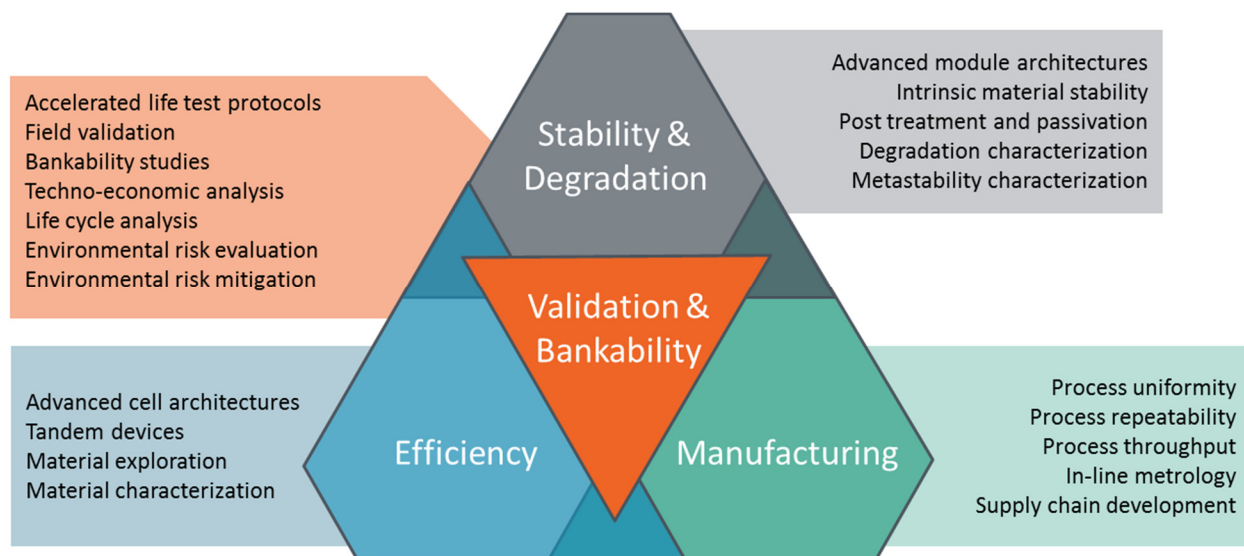 Accelerated life test protocols
Field validation
Bankability studies
Techno-economic analysis
Life cycle analysis
Environmental risk evaluation
Environmental risk mitigation
Stability &
Degradation
Advanced module architectures
Intrinsic material stability
Post treatment and passivation
Degradation characterization
Metastability characterization
Validation &
Bankability
Advanced cell architectures
Tandem devices
Material exploration
Material characterization
Efficiency
Manufacturing
Process uniformity
Process repeatability
Process throughput
In-line metrology
Supply chain development